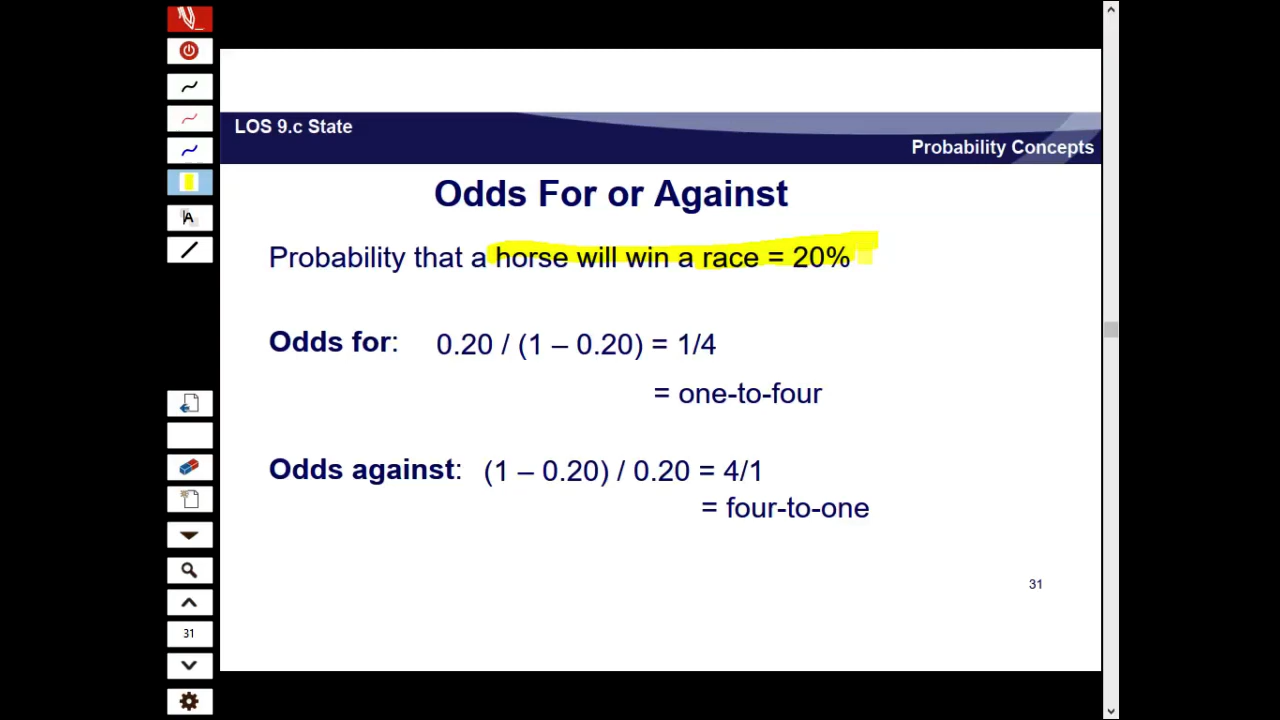 LOS 9.c State
Probability Concepts
Odds For or Against
Probability that a horse will win a race = 20%
Odds for: 0.20 / (1 – 0.20) = 1/4
= one-to-four
Odds against: (1 – 0.20) / 0.20 = 4/1
= four-to-one
31
A
31